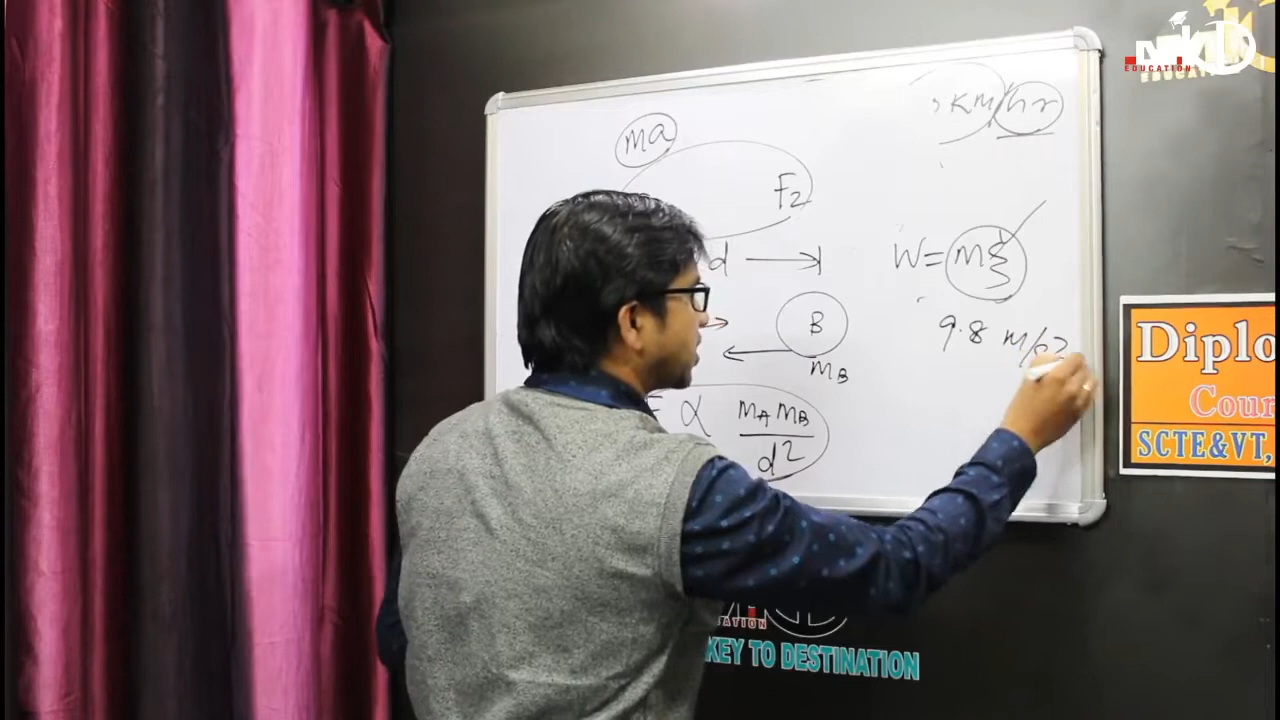 EDUCATION
KM/hr
ma
F2
W = mg
d
9.8 m/s2
B
mB
α mA mB
d2
Diplo
Cour
SCTE&VT,
KEY TO DESTINATION